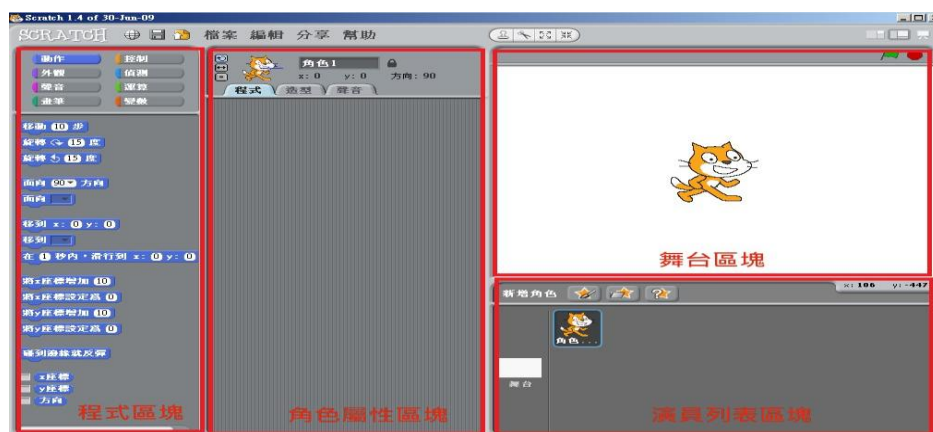 Scratch 1.4 of 30-Jun-09
SCRATCH 檔案 編輯 分享 幫助
動作 控制
外觀 偵測
聲音 運算
畫筆 變數
移動 10 步
旋轉 15 度
旋轉 15 度
面向 90 方向
面向
移到 x: 0 y: 0
移到
在 1 秒內，滑行到 x: 0 y: 0
將x座標增加 10
將x座標設定為 0
將y座標增加 10
將y座標設定為 0
碰到邊緣就反彈
x座標
y座標
方向
程式區塊
角色1
x: 0 y: 0 方向: 90
程式 造型 聲音
角色屬性區塊
舞台區塊
x: 106 y: -447
新增角色
角色...
舞台
演員列表區塊